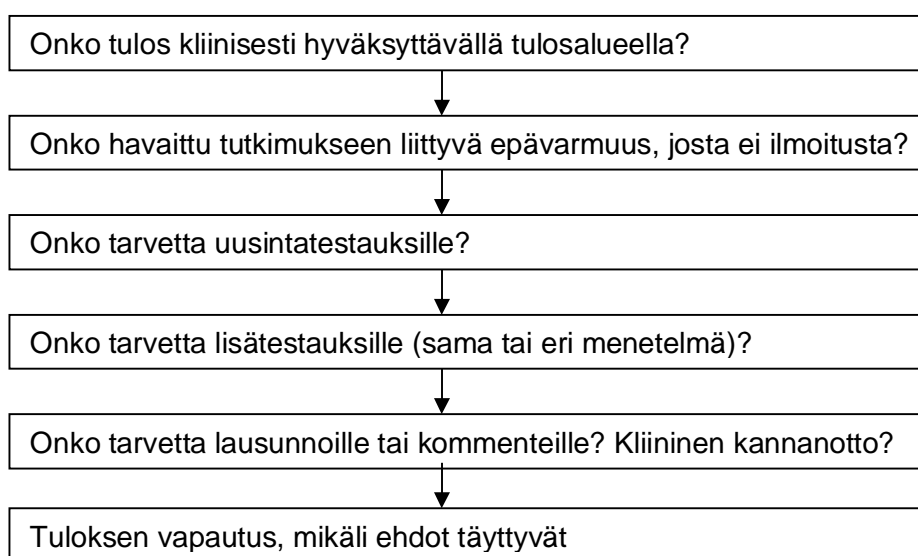 Onko tulos kliinisesti hyväksyttävällä tulosalueella?
Onko havaittu tutkimukseen liittyvä epävarmuus, josta ei ilmoitusta?
Onko tarvetta uusintatestauksille?
Onko tarvetta lisätestauksille (sama tai eri menetelmä)?
Onko tarvetta lausunnoille tai kommenteille? Kliininen kannanotto?
Tuloksen vapautus, mikäli ehdot täyttyvät